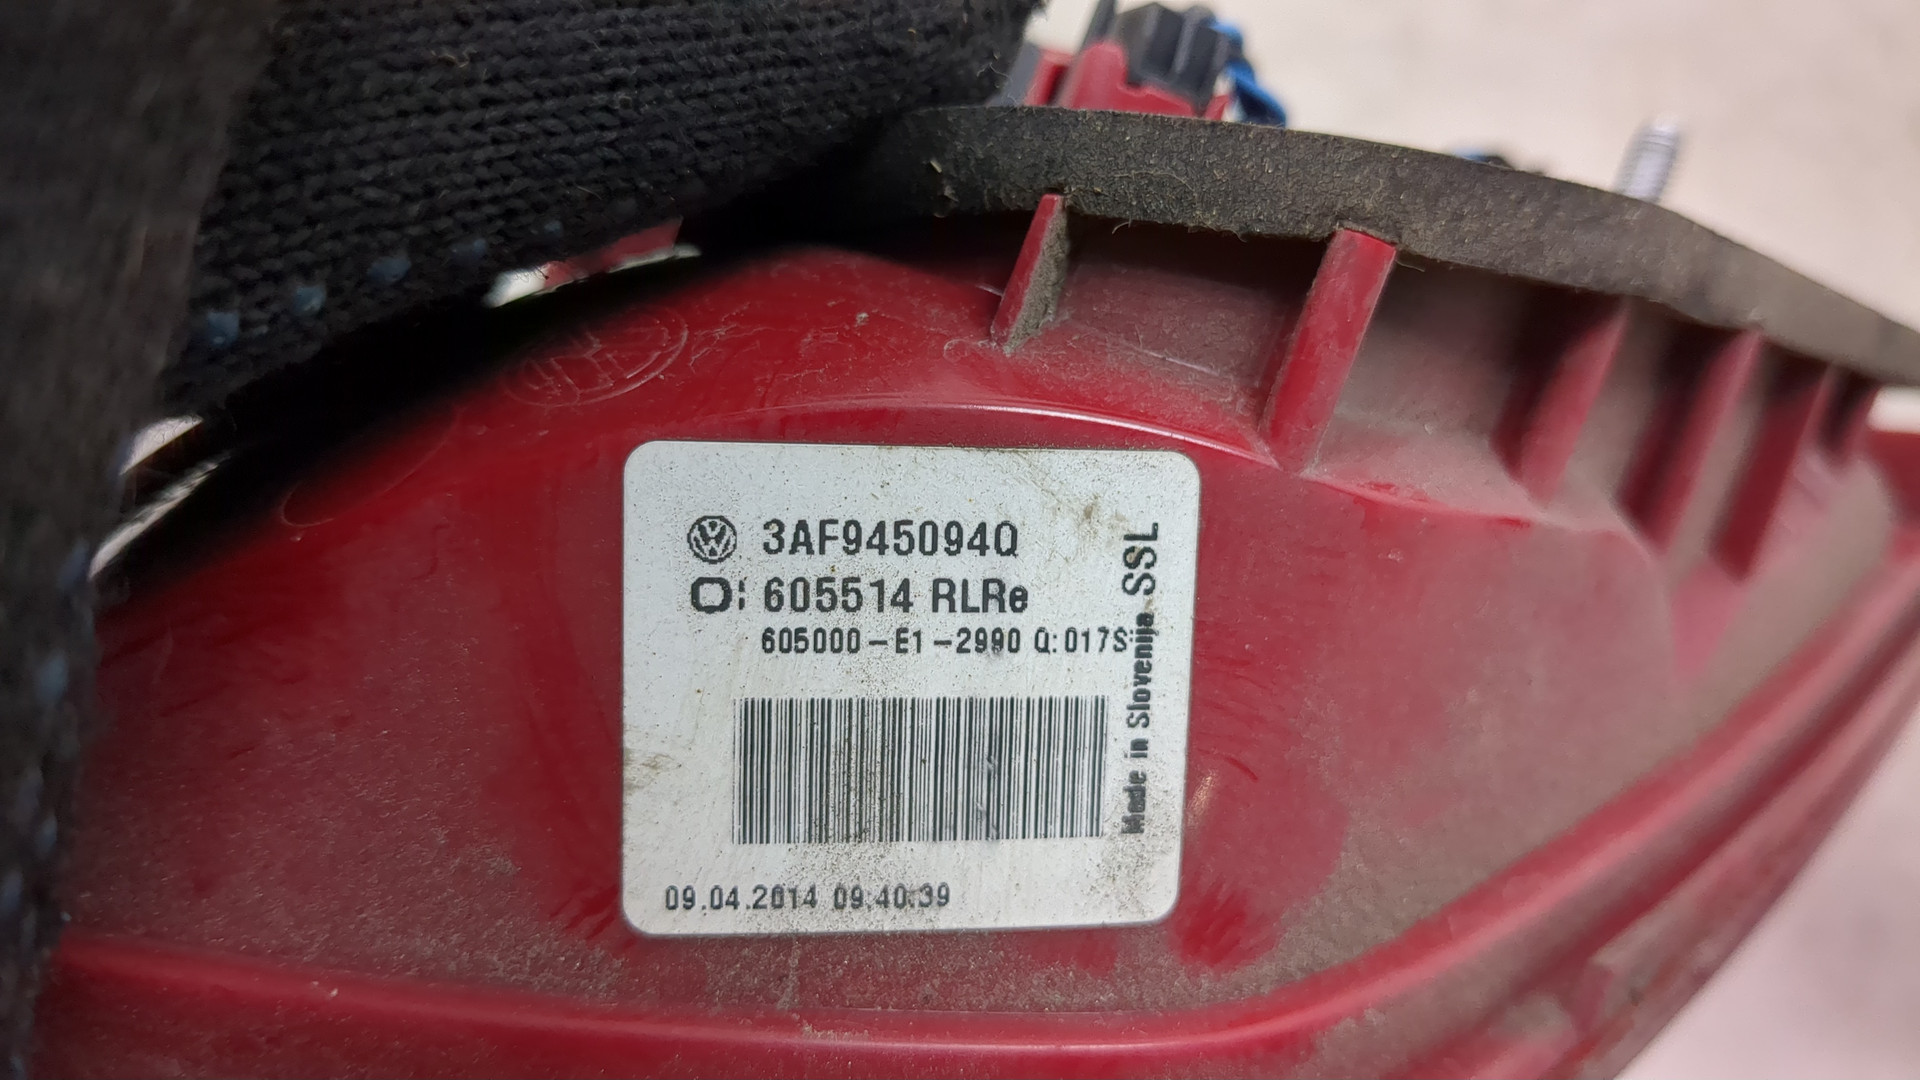 3AF945094Q
O: 605514 RLRe
605000-E1-2990 Q:017S
Made in Slovenija SSL
09.04.2014 09:40:39